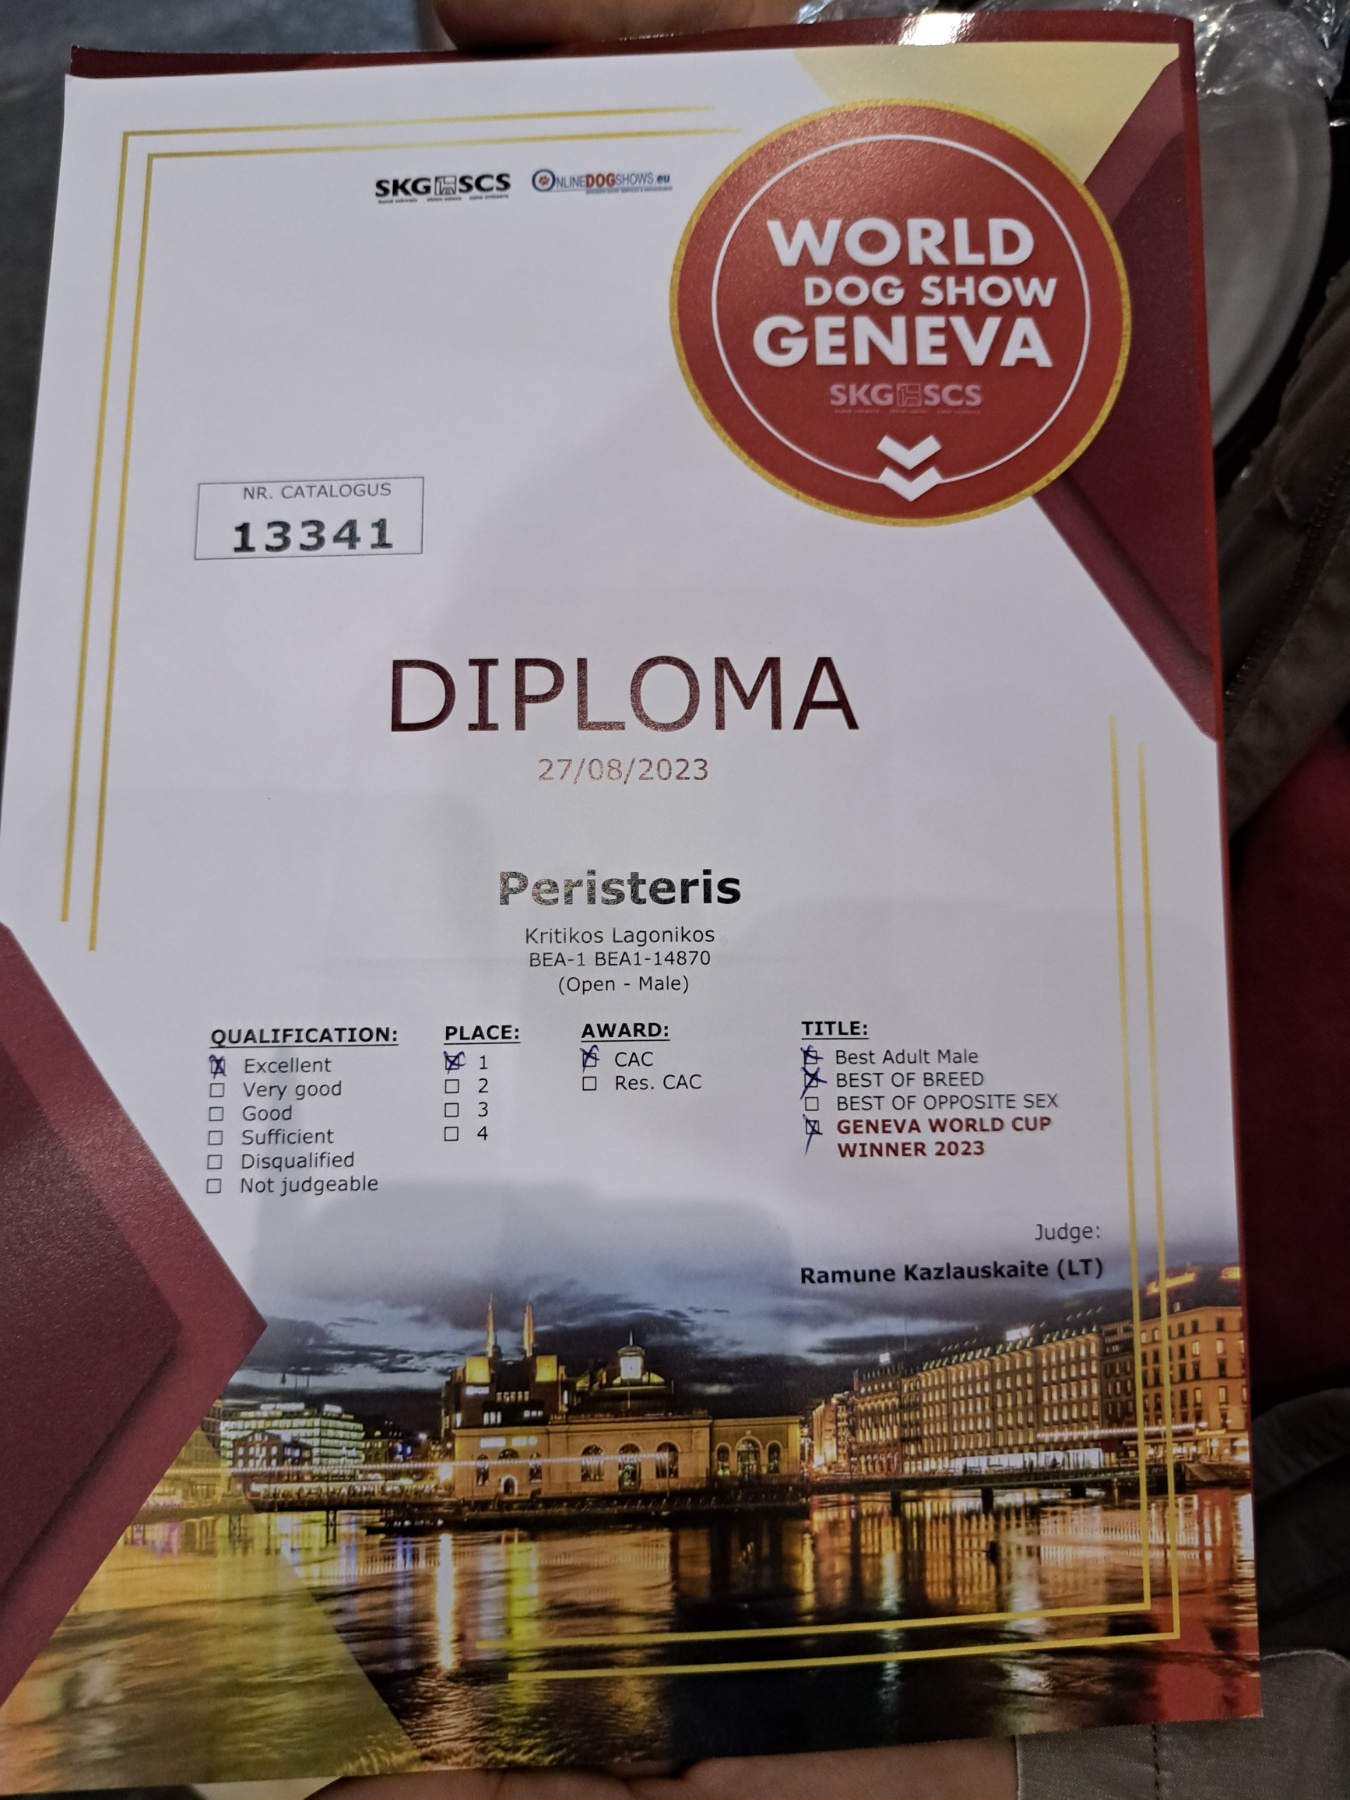 SKG SCS
ONLINEDOGSHOWS.eu
WORLD
DOG SHOW
GENEVA
SKG SCS
NR. CATALOGUS
13341
DIPLOMA
27/08/2023
Peristeris
Kritikos Lagonikos
BEA-1 BEA1-14870
(Open - Male)
QUALIFICATION:
Excellent
Very good
Good
Sufficient
Disqualified
Not judgeable
PLACE:
1
2
3
4
AWARD:
CAC
Res. CAC
TITLE:
Best Adult Male
BEST OF BREED
BEST OF OPPOSITE SEX
GENEVA WORLD CUP
WINNER 2023
Judge:
Ramune Kazlauskaite (LT)